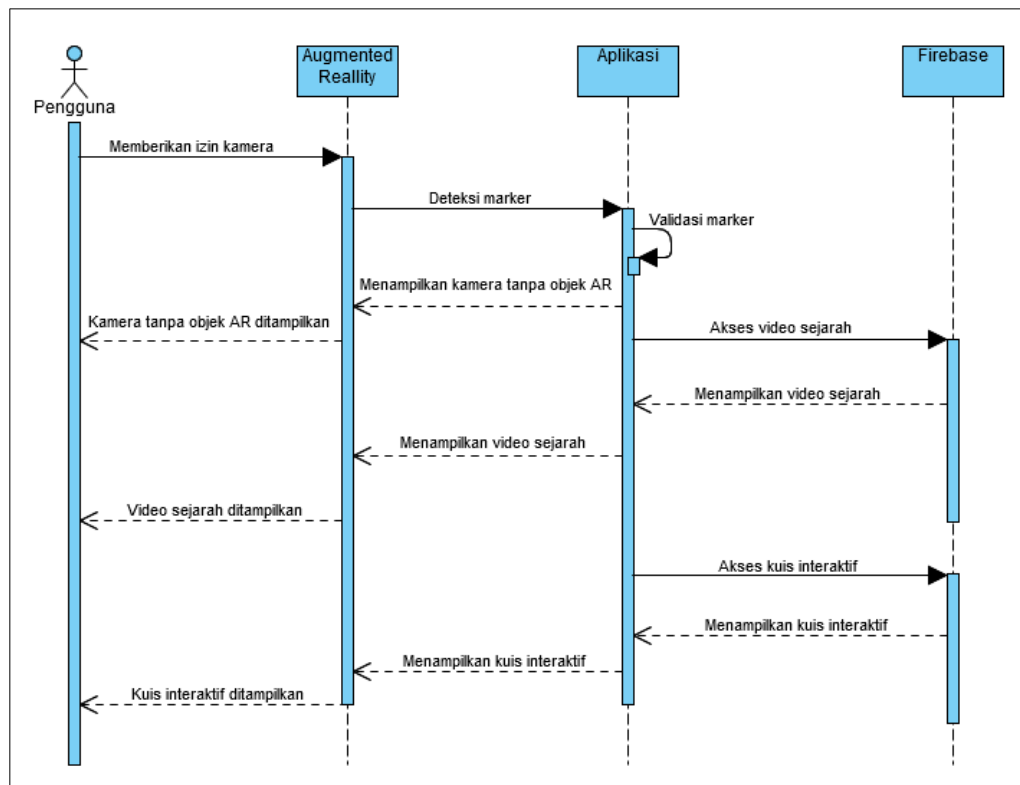 Augmented
Reallity
Aplikasi
Firebase
Pengguna
Memberikan izin kamera
Deteksi marker
Validasi marker
Menampilkan kamera tanpa objek AR
Kamera tanpa objek AR ditampilkan
Akses video sejarah
Menampilkan video sejarah
Menampilkan video sejarah
Video sejarah ditampilkan
Akses kuis interaktif
Menampilkan kuis interaktif
Menampilkan kuis interaktif
Kuis interaktif ditampilkan